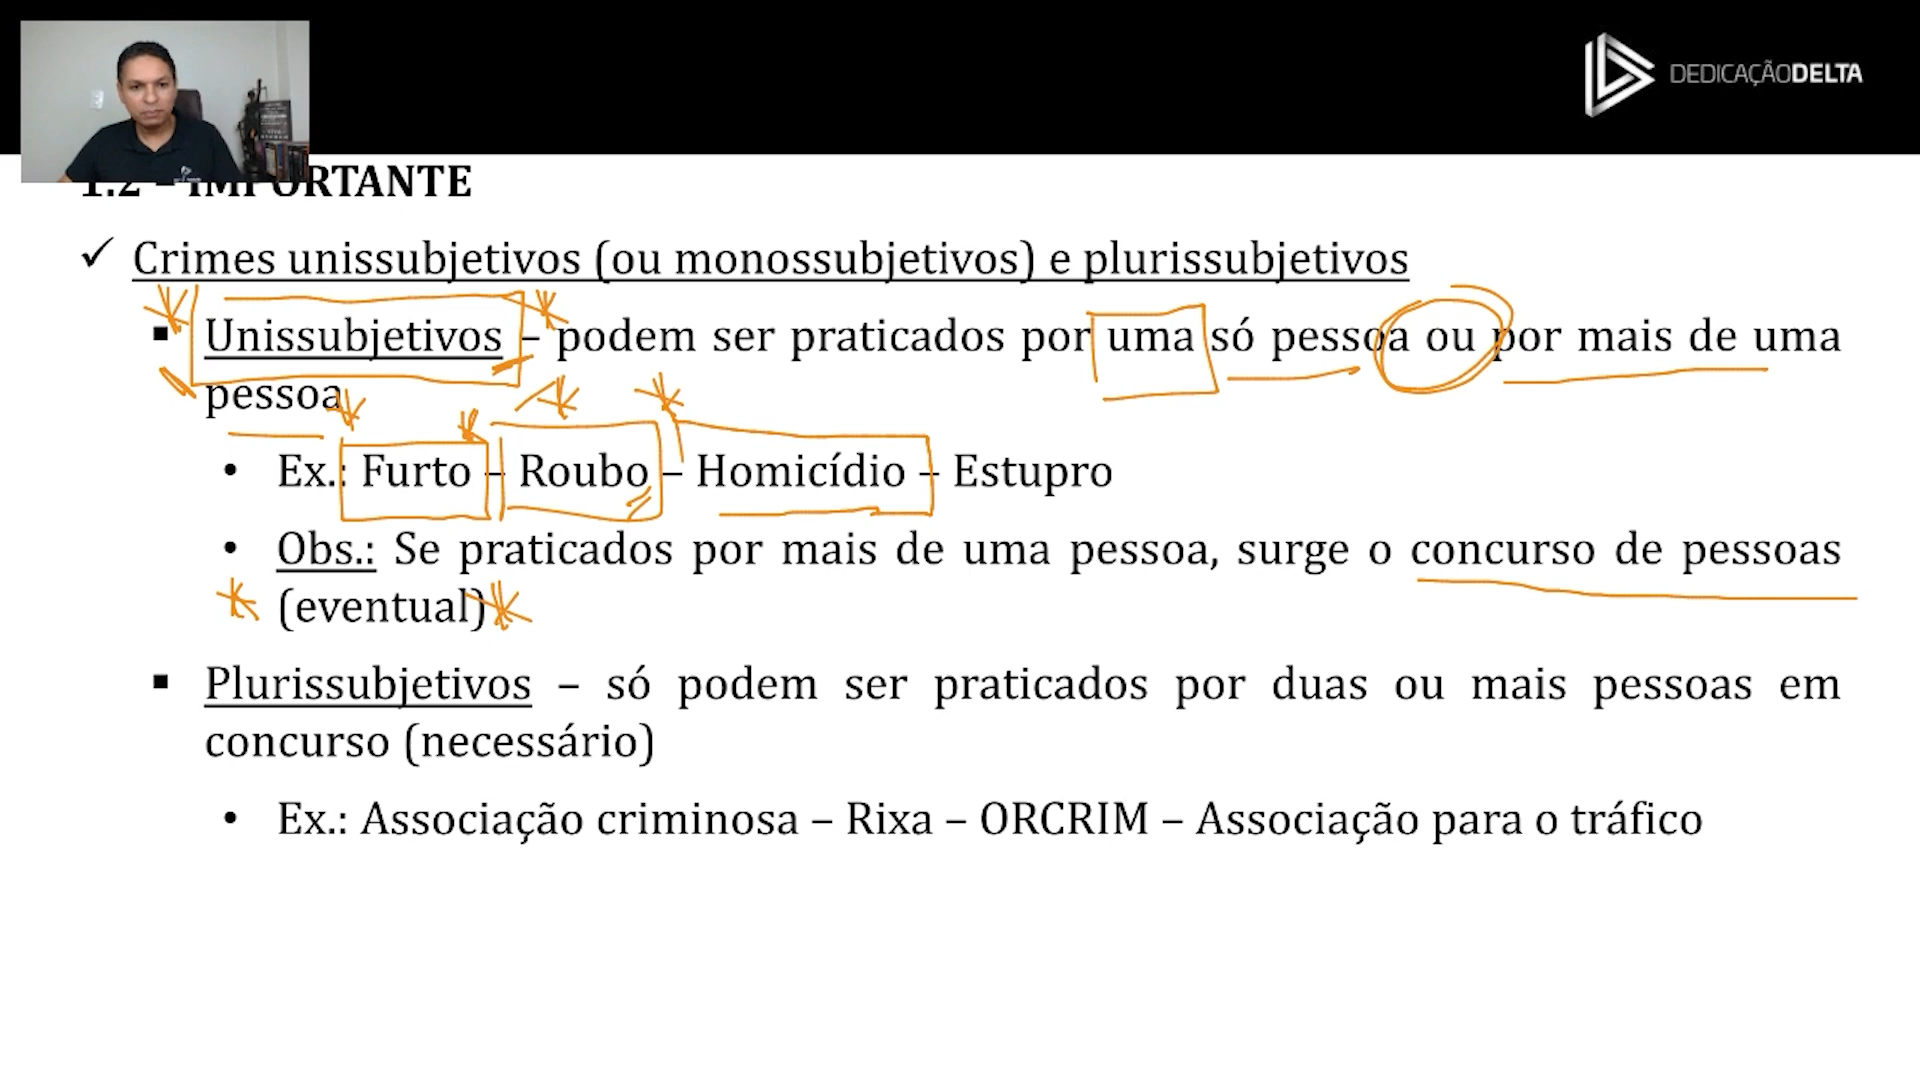 DEDICAÇÃODELTA
1.2 – IMPORTANTE
✓ Crimes unissubjetivos (ou monossubjetivos) e plurissubjetivos
▪ Unissubjetivos – podem ser praticados por uma só pessoa ou por mais de uma
pessoa
• Ex.: Furto – Roubo – Homicídio – Estupro
• Obs.: Se praticados por mais de uma pessoa, surge o concurso de pessoas
(eventual)
▪ Plurissubjetivos – só podem ser praticados por duas ou mais pessoas em
concurso (necessário)
• Ex.: Associação criminosa – Rixa – ORCRIM – Associação para o tráfico